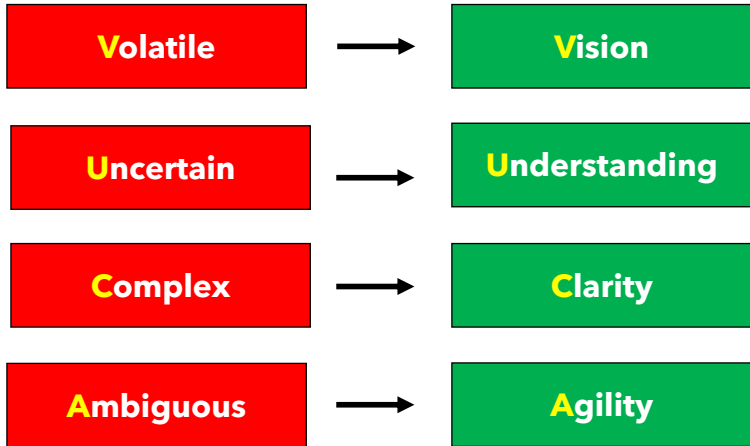 Volatile
Vision
Uncertain
Understanding
Complex
Clarity
Ambiguous
Agility